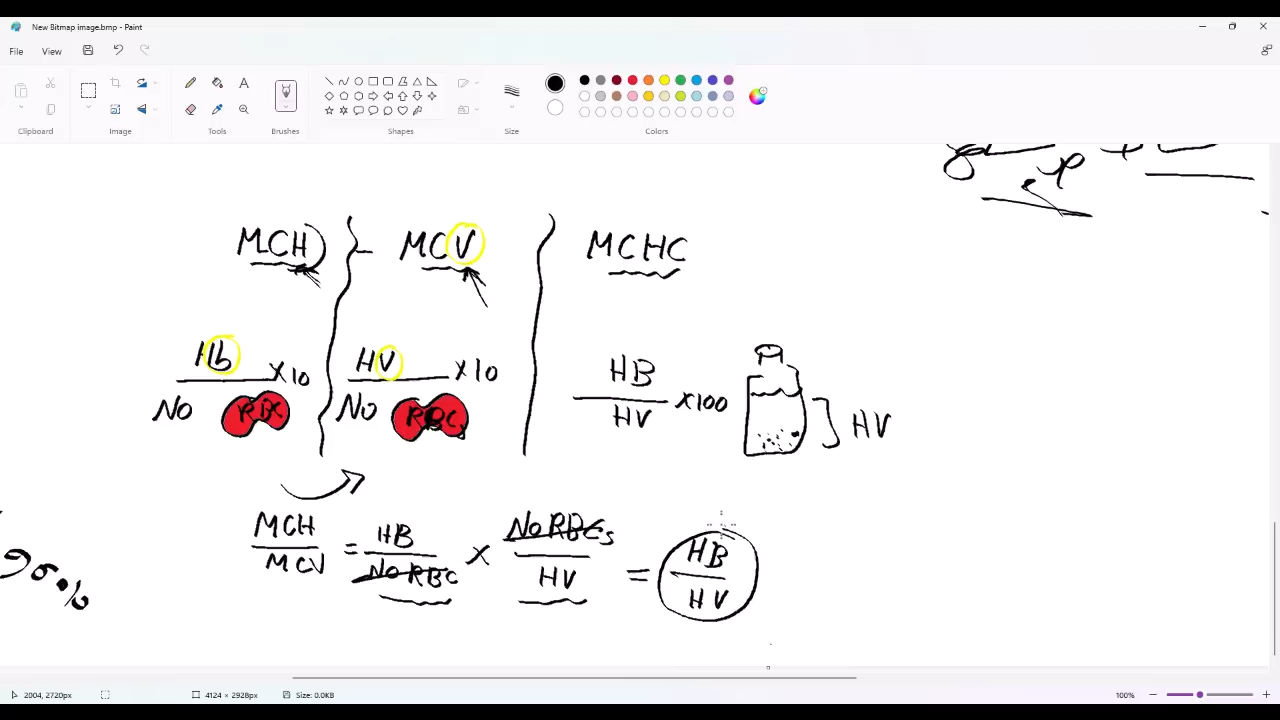 New Bitmap image.bmp - Paint
File View
Clipboard Image Tools Brushes Shapes Size Colors
MCH - MCV MCHC
Hb x10 HV x10 HB
No RBC No RBCs HV x100 HV
MCH = HB x No RBCs = HB
MCV No RBC HV HV
90%
2004, 2720px 4124 × 2928px Size: 0.0KB 100%